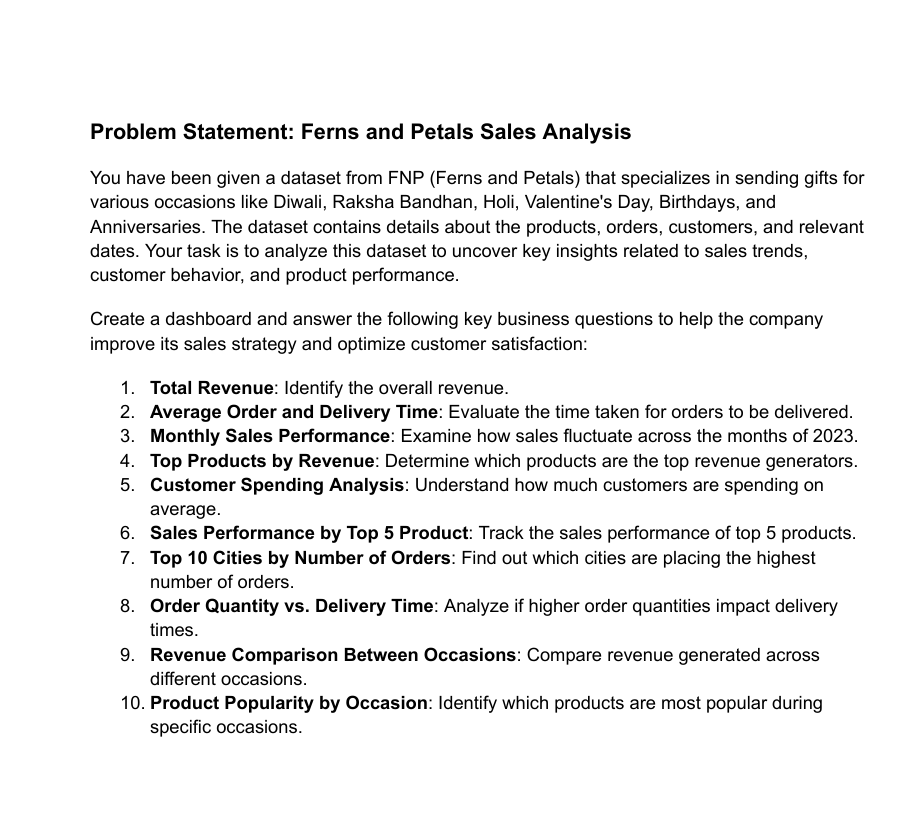 Problem Statement: Ferns and Petals Sales Analysis
You have been given a dataset from FNP (Ferns and Petals) that specializes in sending gifts for
various occasions like Diwali, Raksha Bandhan, Holi, Valentine's Day, Birthdays, and
Anniversaries. The dataset contains details about the products, orders, customers, and relevant
dates. Your task is to analyze this dataset to uncover key insights related to sales trends,
customer behavior, and product performance.
Create a dashboard and answer the following key business questions to help the company
improve its sales strategy and optimize customer satisfaction:
1. Total Revenue: Identify the overall revenue.
2. Average Order and Delivery Time: Evaluate the time taken for orders to be delivered.
3. Monthly Sales Performance: Examine how sales fluctuate across the months of 2023.
4. Top Products by Revenue: Determine which products are the top revenue generators.
5. Customer Spending Analysis: Understand how much customers are spending on
average.
6. Sales Performance by Top 5 Product: Track the sales performance of top 5 products.
7. Top 10 Cities by Number of Orders: Find out which cities are placing the highest
number of orders.
8. Order Quantity vs. Delivery Time: Analyze if higher order quantities impact delivery
times.
9. Revenue Comparison Between Occasions: Compare revenue generated across
different occasions.
10. Product Popularity by Occasion: Identify which products are most popular during
specific occasions.